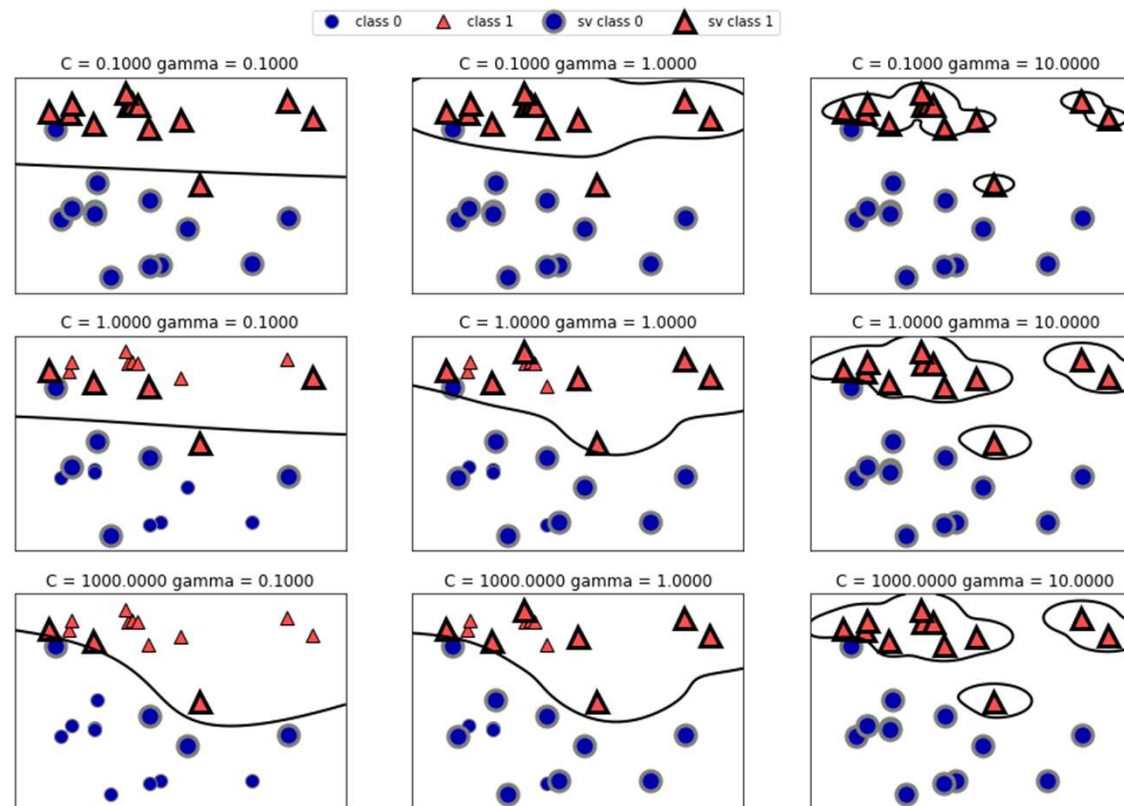 class 0 class 1 sv class 0 sv class 1
C = 0.1000 gamma = 0.1000
C = 0.1000 gamma = 1.0000
C = 0.1000 gamma = 10.0000
C = 1.0000 gamma = 0.1000
C = 1.0000 gamma = 1.0000
C = 1.0000 gamma = 10.0000
C = 1000.0000 gamma = 0.1000
C = 1000.0000 gamma = 1.0000
C = 1000.0000 gamma = 10.0000